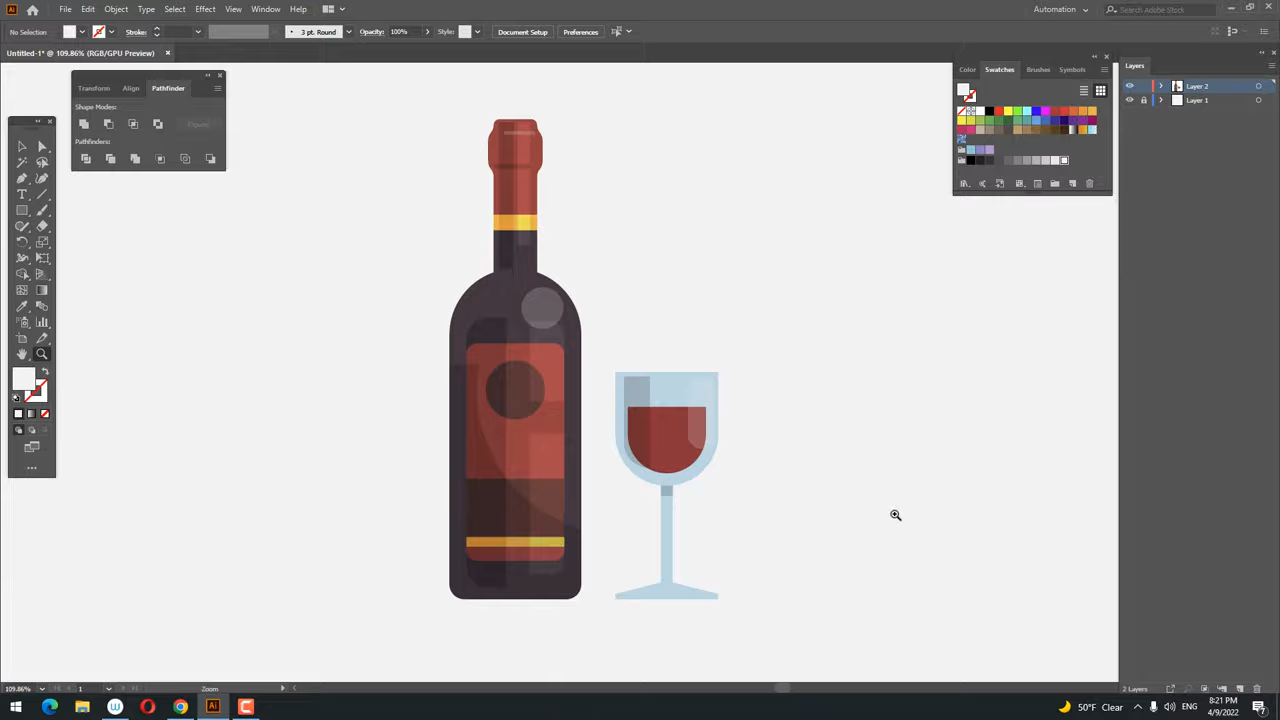 Ai File Edit Object Type Select Effect View Window Help Automation Search Adobe Stock
No Selection Stroke: 3 pt. Round Opacity: 100% Style: Document Setup Preferences
Untitled-1* @ 109.86% (RGB/GPU Preview) ×
Transform Align Pathfinder
Shape Modes:
Expand
Pathfinders:
Color Swatches Brushes Symbols
Layers
Layer 2
Layer 1
109.86% 1 Zoom 2 Layers
50°F Clear ENG 8:21 PM
4/9/2022